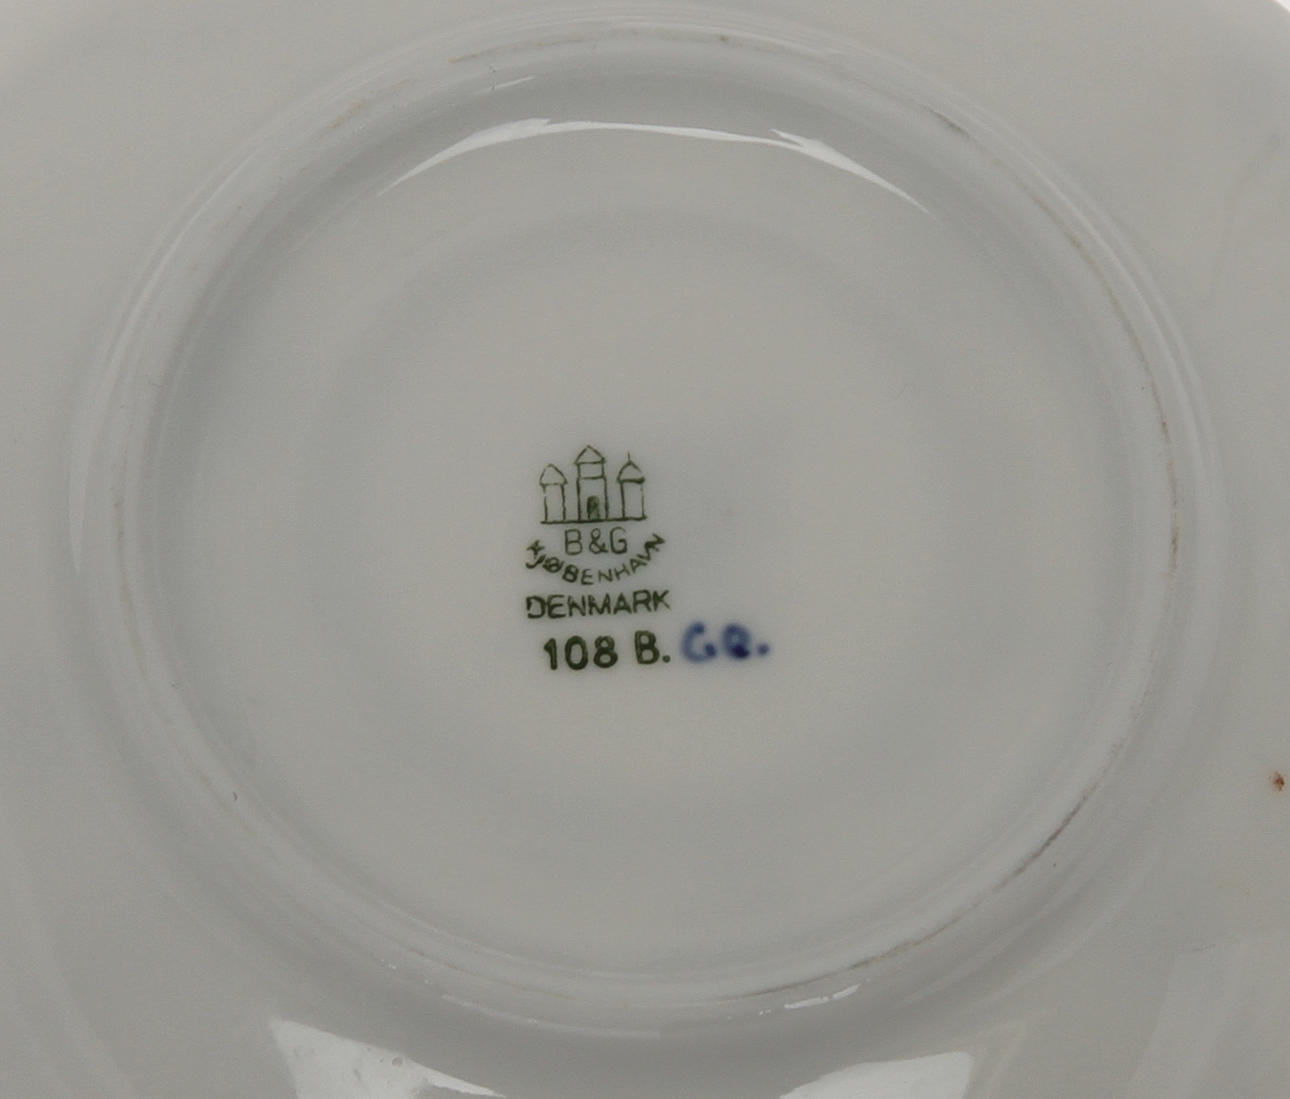 B&G
KJØBENHAVN
DENMARK
108 B. GR.